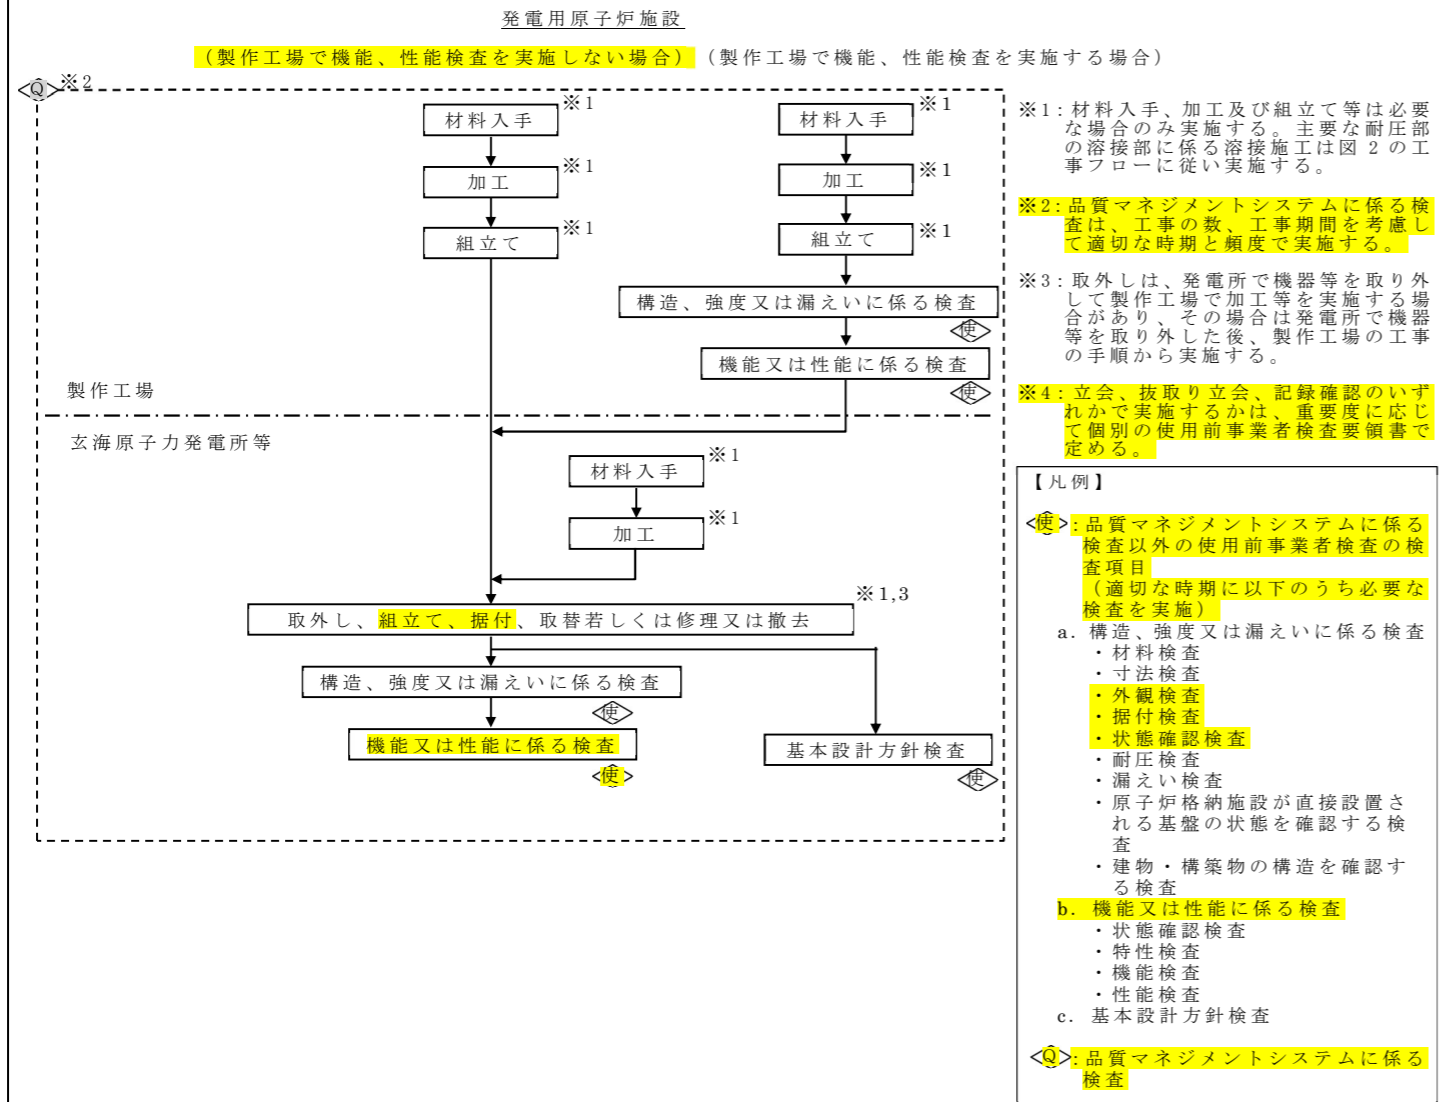 発電用原子炉施設
（製作工場で機能、性能検査を実施しない場合）（製作工場で機能、性能検査を実施する場合）
Q ※2
材料入手 ※1
加工 ※1
組立て ※1
材料入手 ※1
加工 ※1
組立て ※1
構造、強度又は漏えいに係る検査
使
機能又は性能に係る検査
使
製作工場
玄海原子力発電所等
材料入手 ※1
加工 ※1
※1,3
取外し、組立て、据付、取替若しくは修理又は撤去
構造、強度又は漏えいに係る検査
使
機能又は性能に係る検査
使
基本設計方針検査
使
※1：材料入手、加工及び組立て等は必要
な場合のみ実施する。主要な耐圧部
の溶接部に係る溶接施工は図2の工
事フローに従い実施する。
※2：品質マネジメントシステムに係る検
査は、工事の数、工事期間を考慮し
て適切な時期と頻度で実施する。
※3：取外しは、発電所で機器等を取り外
して製作工場で加工等を実施する場
合があり、その場合は発電所で機器
等を取り外した後、製作工場の工事
の手順から実施する。
※4：立会、抜取り立会、記録確認のいず
れかで実施するかは、重要度に応じ
て個別の使用前事業者検査要領書で
定める。
【凡例】
使：品質マネジメントシステムに係る
検査以外の使用前事業者検査の検
査項目
（適切な時期に以下のうち必要な
検査を実施）
a. 構造、強度又は漏えいに係る検査
・材料検査
・寸法検査
・外観検査
・据付検査
・状態確認検査
・耐圧検査
・漏えい検査
・原子炉格納施設が直接設置さ
れる基盤の状態を確認する検
査
・建物・構築物の構造を確認す
る検査
b. 機能又は性能に係る検査
・状態確認検査
・特性検査
・機能検査
・性能検査
c. 基本設計方針検査
Q：品質マネジメントシステムに係る
検査